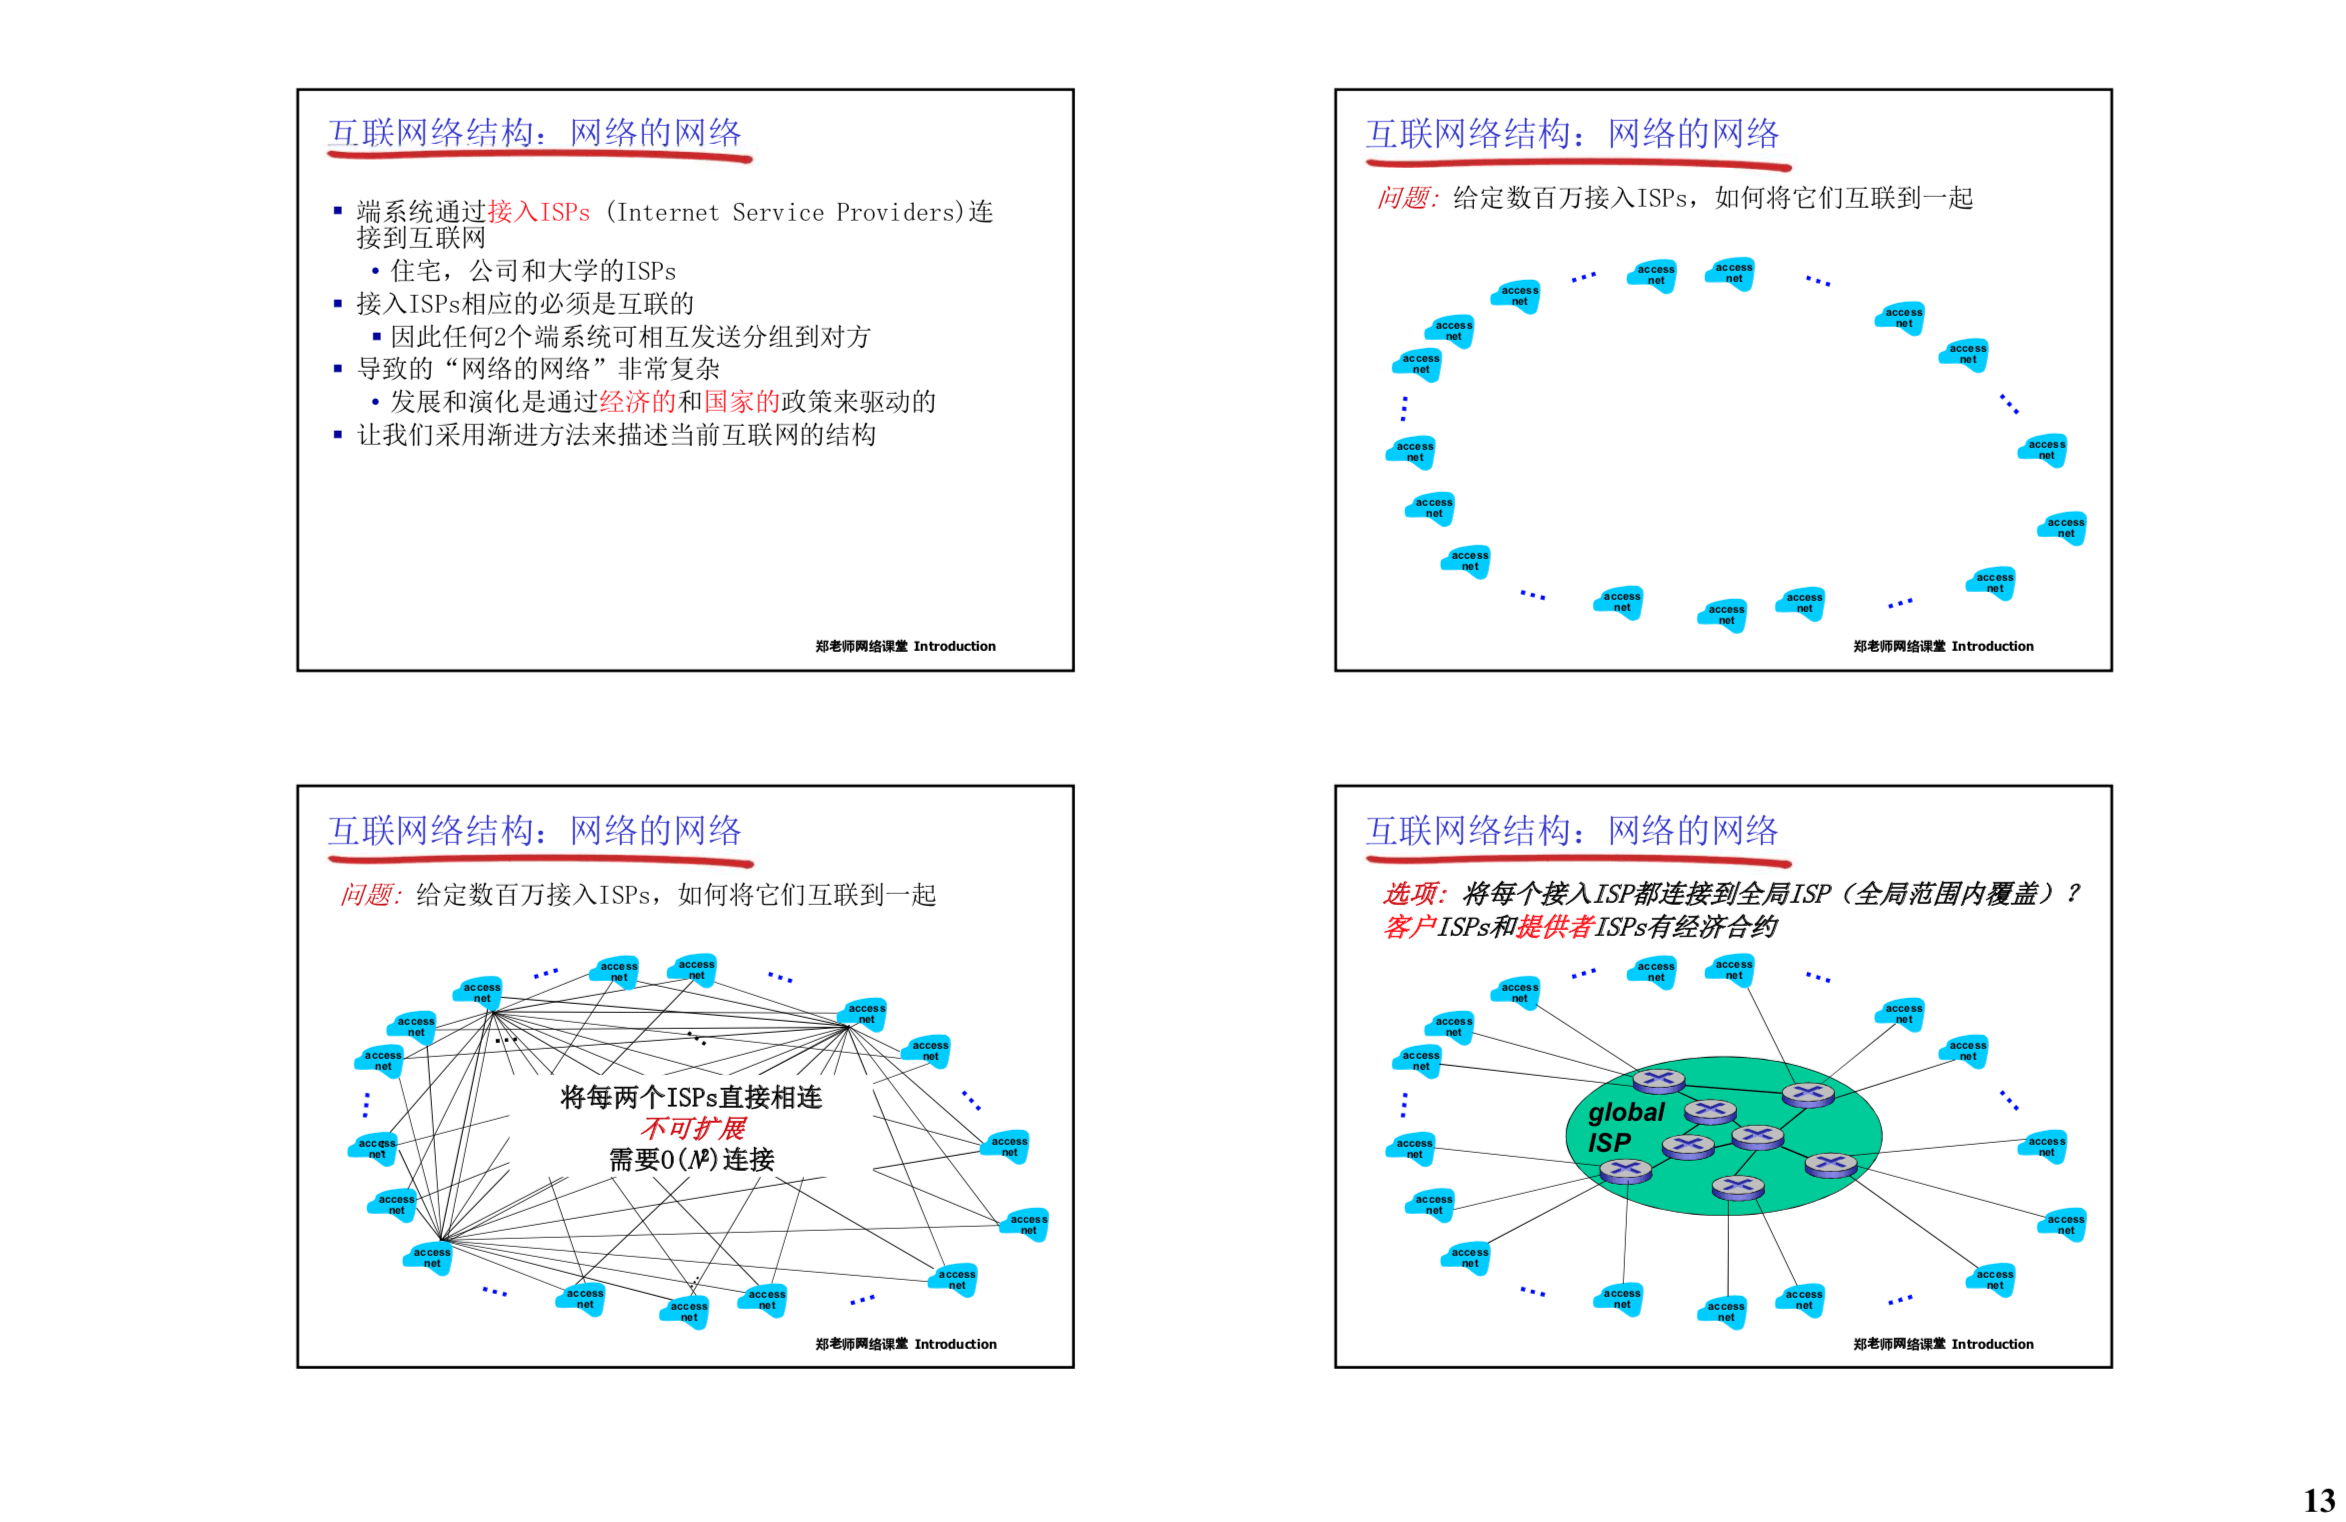 互联网络结构：网络的网络
▪ 端系统通过接入ISPs (Internet Service Providers)连
接到互联网
• 住宅，公司和大学的ISPs
▪ 接入ISPs相应的必须是互联的
▪ 因此任何2个端系统可相互发送分组到对方
▪ 导致的“网络的网络”非常复杂
• 发展和演化是通过经济的和国家的政策来驱动的
▪ 让我们采用渐进方法来描述当前互联网的结构
郑老师网络课堂 Introduction
互联网络结构：网络的网络
问题：给定数百万接入ISPs，如何将它们互联到一起
access
net
access
net
access
net
access
net
access
net
access
net
access
net
access
net
access
net
access
net
access
net
access
net
access
net
access
net
access
net
access
net
郑老师网络课堂 Introduction
互联网络结构：网络的网络
问题：给定数百万接入ISPs，如何将它们互联到一起
access
net
access
net
access
net
access
net
access
net
access
net
access
net
将每两个ISPs直接相连
不可扩展
需要O(N²)连接
access
net
access
net
access
net
access
net
access
net
access
net
access
net
access
net
access
net
郑老师网络课堂 Introduction
互联网络结构：网络的网络
选项：将每个接入ISP都连接到全局ISP（全局范围内覆盖）？
客户ISPs和提供者ISPs有经济合约
access
net
access
net
access
net
access
net
access
net
access
net
access
net
global
ISP
access
net
access
net
access
net
access
net
access
net
access
net
access
net
access
net
access
net
郑老师网络课堂 Introduction
13